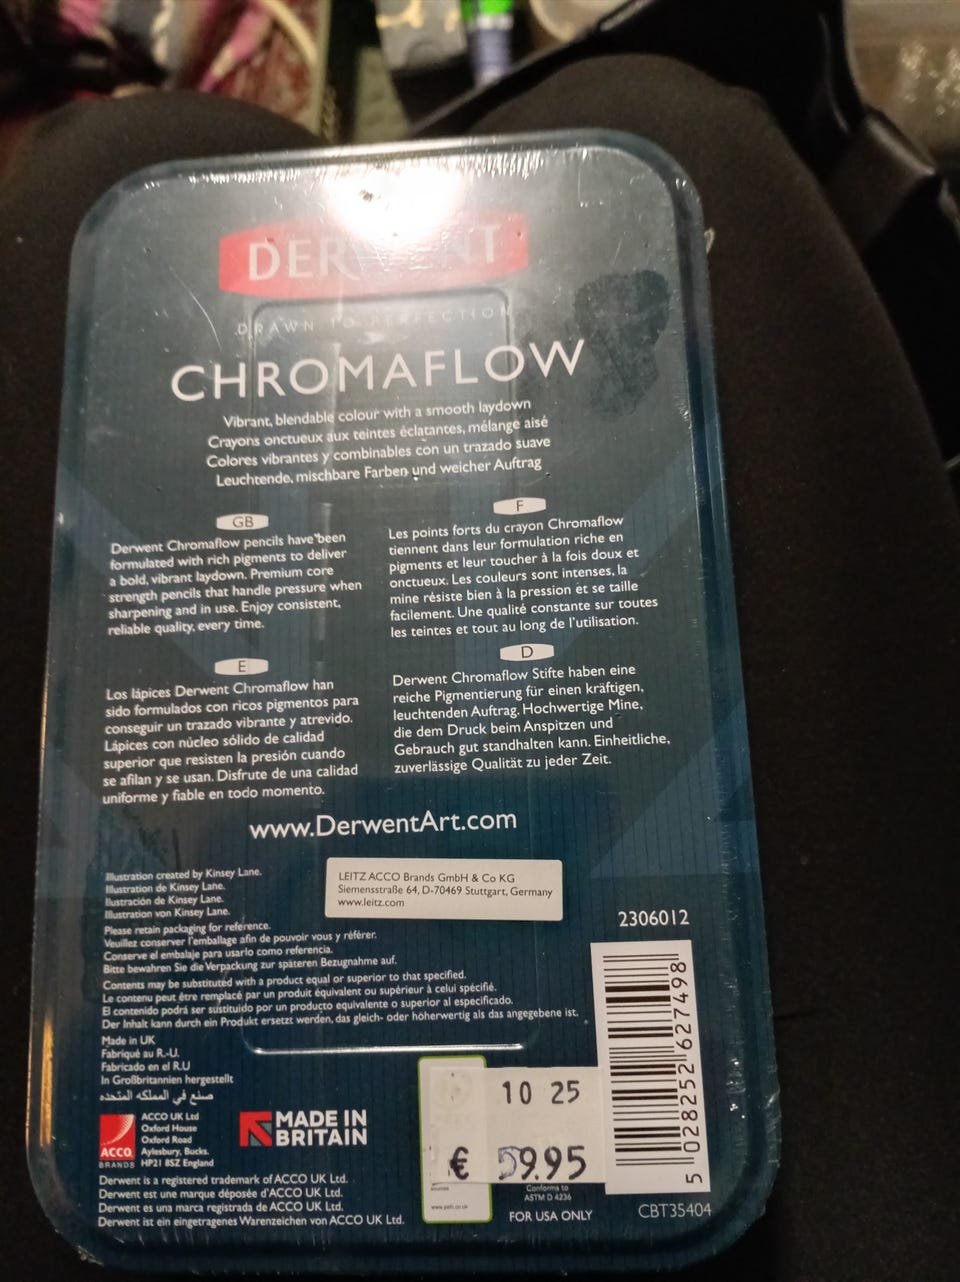 DERWENT
DRAWN TO PERFECTION
CHROMAFLOW
Vibrant, blendable colour with a smooth laydown
Crayons onctueux aux teintes éclatantes, mélange aisé
Colores vibrantes y combinables con un trazado suave
Leuchtende, mischbare Farben und weicher Auftrag
GB
Derwent Chromaflow pencils have been
formulated with rich pigments to deliver
a bold, vibrant laydown. Premium core
strength pencils that handle pressure when
sharpening and in use. Enjoy consistent,
reliable quality, every time.
F
Les points forts du crayon Chromaflow
tiennent dans leur formulation riche en
pigments et leur toucher à la fois doux et
onctueux. Les couleurs sont intenses, la
mine résiste bien à la pression et se taille
facilement. Une qualité constante sur toutes
les teintes et tout au long de l'utilisation.
E
Los lápices Derwent Chromaflow han
sido formulados con ricos pigmentos para
conseguir un trazado vibrante y atrevido.
Lápices con núcleo sólido de calidad
superior que resisten la presión cuando
se afilan y se usan. Disfrute de una calidad
uniforme y fiable en todo momento.
D
Derwent Chromaflow Stifte haben eine
reiche Pigmentierung für einen kräftigen,
leuchtenden Auftrag. Hochwertige Mine,
die dem Druck beim Anspitzen und
Gebrauch gut standhalten kann. Einheitliche,
zuverlässige Qualität zu jeder Zeit.
www.DerwentArt.com
Illustration created by Kinsey Lane.
Illustration de Kinsey Lane.
Ilustración de Kinsey Lane.
Illustration von Kinsey Lane.
LEITZ ACCO Brands GmbH & Co KG
Siemensstraße 64, D-70469 Stuttgart, Germany
www.leitz.com
Please retain packaging for reference.
Veuillez conserver l'emballage afin de pouvoir vous y référer.
Conserve el embalaje para usarlo como referencia.
Bitte bewahren Sie die Verpackung zur späteren Bezugnahme auf.
Contents may be substituted with a product equal or superior to that specified.
Le contenu peut être remplacé par un produit équivalent ou supérieur à celui spécifié.
El contenido podrá ser sustituido por un producto equivalente o superior al especificado.
Der Inhalt kann durch ein Produkt ersetzt werden, das gleich- oder höherwertig als das angegebene ist.
Made in UK
Fabriqué au R.-U.
Fabricado en el R.U
In Großbritannien hergestellt
صنع في المملكة المتحدة
ACCO
BRANDS
ACCO UK Ltd
Oxford House
Oxford Road
Aylesbury, Bucks.
HP21 8SZ England
MADE IN
BRITAIN
Derwent is a registered trademark of ACCO UK Ltd.
Derwent est une marque déposée d'ACCO UK Ltd.
Derwent es una marca registrada de ACCO UK Ltd.
Derwent ist ein eingetragenes Warenzeichen von ACCO UK Ltd.
2306012
5 028252 627498
10 25
€ 59.95
www.pefc.co.uk
Conforms to
ASTM D 4236
FOR USA ONLY
CBT35404